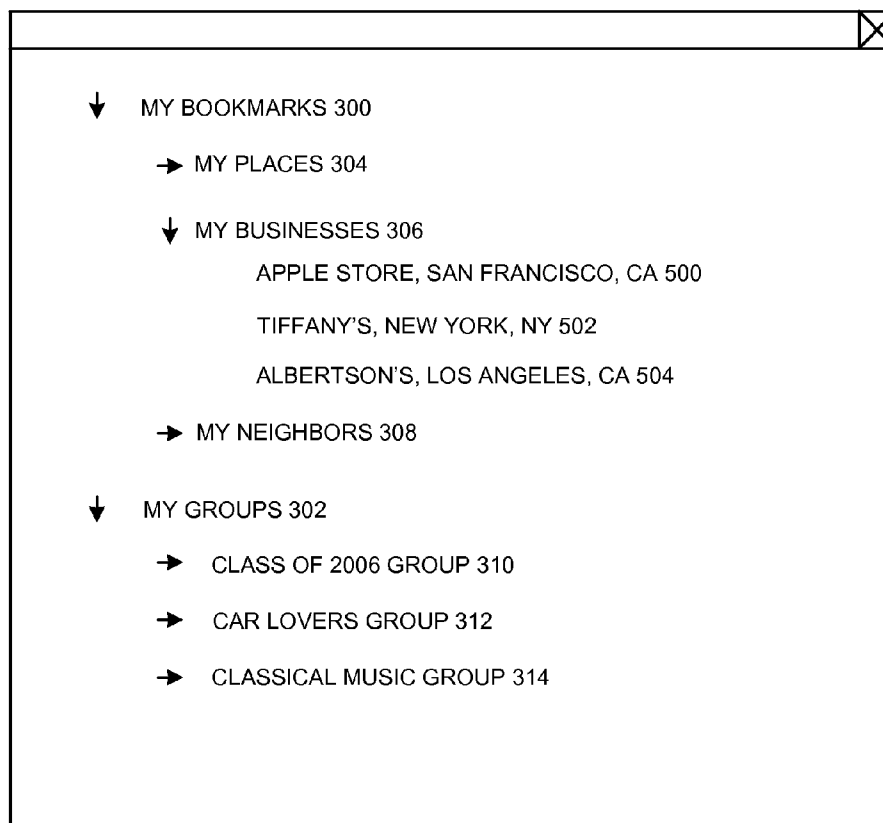 MY BOOKMARKS 300
MY PLACES 304
MY BUSINESSES 306
APPLE STORE, SAN FRANCISCO, CA 500
TIFFANY'S, NEW YORK, NY 502
ALBERTSON'S, LOS ANGELES, CA 504
MY NEIGHBORS 308
MY GROUPS 302
CLASS OF 2006 GROUP 310
CAR LOVERS GROUP 312
CLASSICAL MUSIC GROUP 314